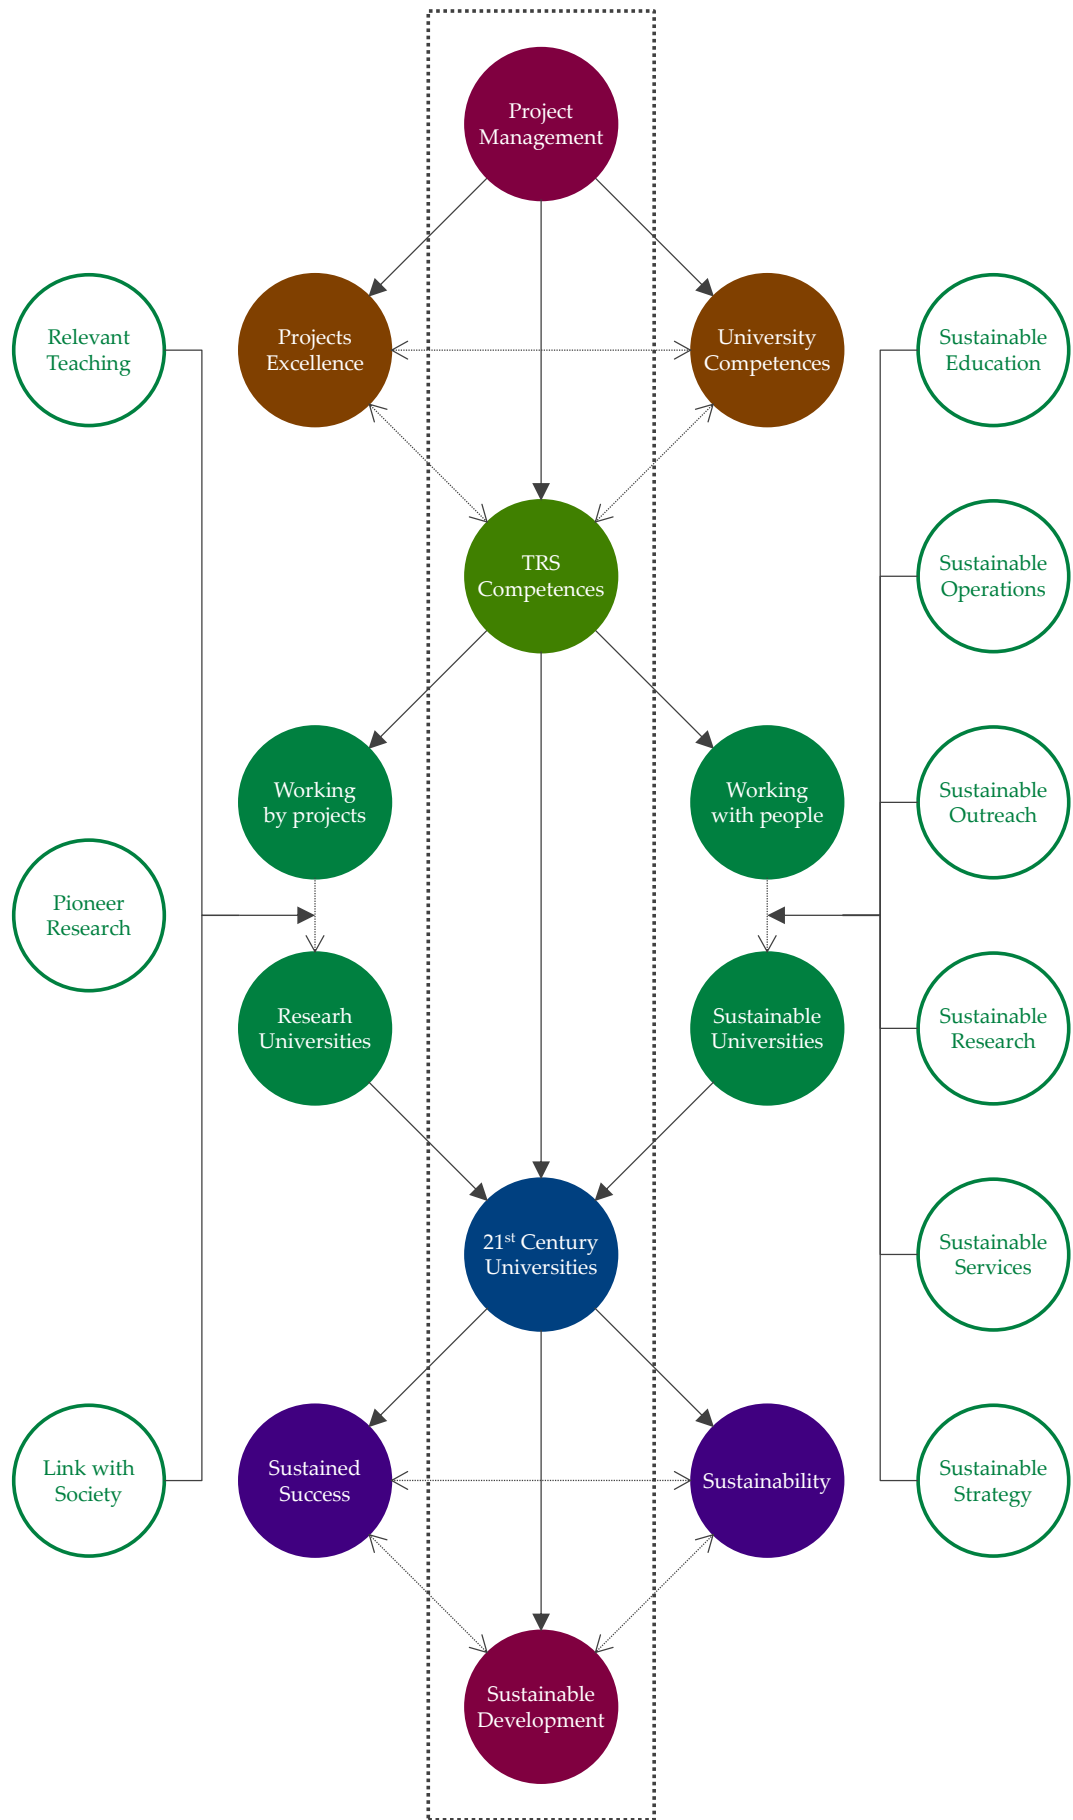 Project
Management
Relevant
Teaching
Projects
Excellence
University
Competences
Sustainable
Education
TRS
Competences
Sustainable
Operations
Working
by projects
Working
with people
Sustainable
Outreach
Pioneer
Research
Researh
Universities
Sustainable
Universities
Sustainable
Research
21st Century
Universities
Sustainable
Services
Link with
Society
Sustained
Success
Sustainability
Sustainable
Strategy
Sustainable
Development